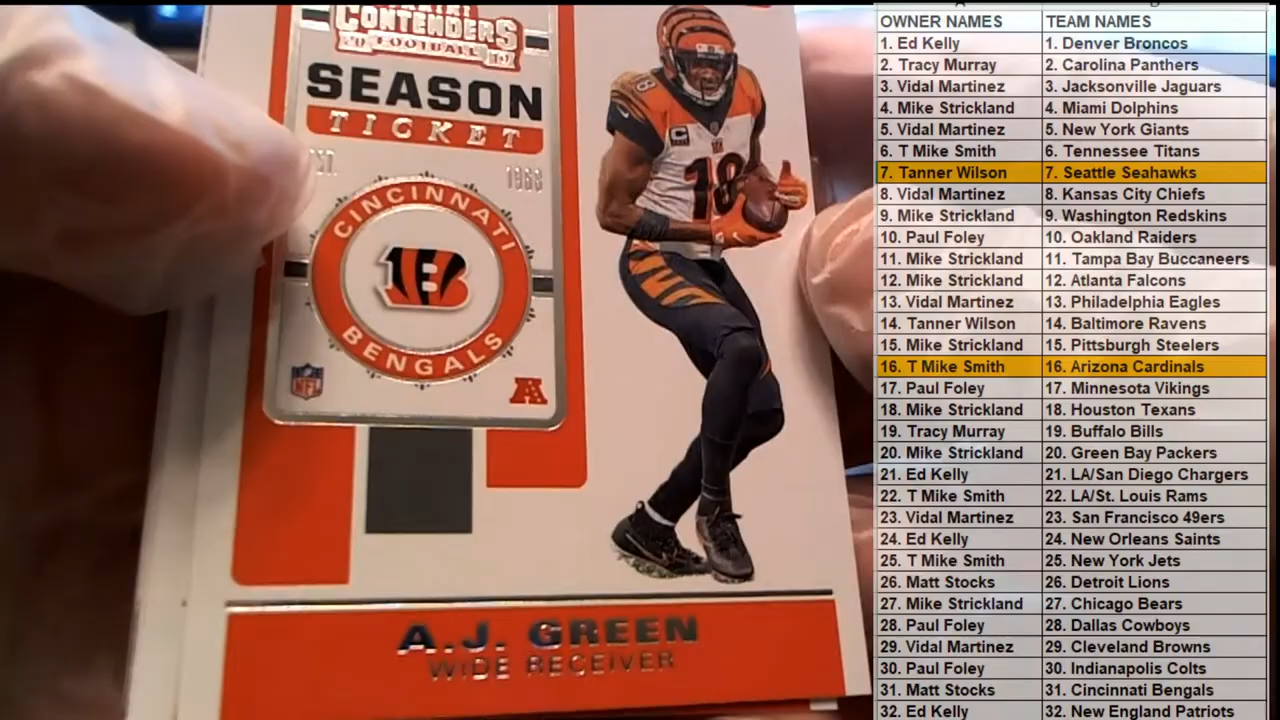 CONTENDERS
20 FOOTBALL 19
SEASON
TICKET
EST. 1968
CINCINNATI
B
BENGALS
NFL
A
18
C
18
A.J. GREEN
WIDE RECEIVER
OWNER NAMES TEAM NAMES
1. Ed Kelly 1. Denver Broncos
2. Tracy Murray 2. Carolina Panthers
3. Vidal Martinez 3. Jacksonville Jaguars
4. Mike Strickland 4. Miami Dolphins
5. Vidal Martinez 5. New York Giants
6. T Mike Smith 6. Tennessee Titans
7. Tanner Wilson 7. Seattle Seahawks
8. Vidal Martinez 8. Kansas City Chiefs
9. Mike Strickland 9. Washington Redskins
10. Paul Foley 10. Oakland Raiders
11. Mike Strickland 11. Tampa Bay Buccaneers
12. Mike Strickland 12. Atlanta Falcons
13. Vidal Martinez 13. Philadelphia Eagles
14. Tanner Wilson 14. Baltimore Ravens
15. Mike Strickland 15. Pittsburgh Steelers
16. T Mike Smith 16. Arizona Cardinals
17. Paul Foley 17. Minnesota Vikings
18. Mike Strickland 18. Houston Texans
19. Tracy Murray 19. Buffalo Bills
20. Mike Strickland 20. Green Bay Packers
21. Ed Kelly 21. LA/San Diego Chargers
22. T Mike Smith 22. LA/St. Louis Rams
23. Vidal Martinez 23. San Francisco 49ers
24. Ed Kelly 24. New Orleans Saints
25. T Mike Smith 25. New York Jets
26. Matt Stocks 26. Detroit Lions
27. Mike Strickland 27. Chicago Bears
28. Paul Foley 28. Dallas Cowboys
29. Vidal Martinez 29. Cleveland Browns
30. Paul Foley 30. Indianapolis Colts
31. Matt Stocks 31. Cincinnati Bengals
32. Ed Kelly 32. New England Patriots